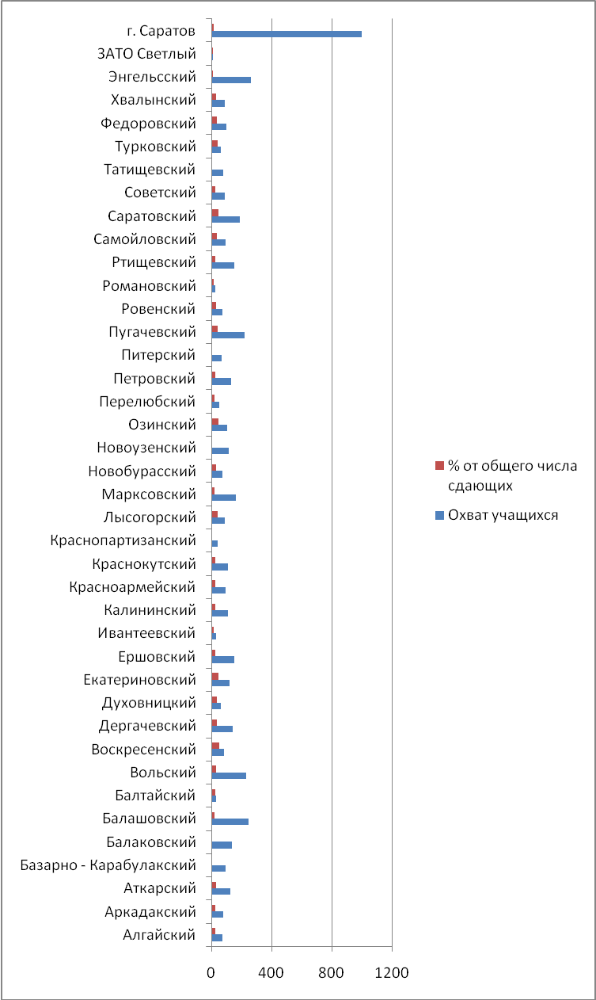 г. Саратов
ЗАТО Светлый
Энгельсский
Хвалынский
Федоровский
Турковский
Татищевский
Советский
Саратовский
Самойловский
Ртищевский
Романовский
Ровенский
Пугачевский
Питерский
Петровский
Перелюбский
Озинский
Новоузенский
Новобурасский
Марксовский
Лысогорский
Краснопартизанский
Краснокутский
Красноармейский
Калининский
Ивантеевский
Ершовский
Екатериновский
Духовницкий
Дергачевский
Воскресенский
Вольский
Балтайский
Балашовский
Балаковский
Базарно - Карабулакский
Аткарский
Аркадакский
Алгайский
0 400 800 1200
% от общего числа
сдающих
Охват учащихся